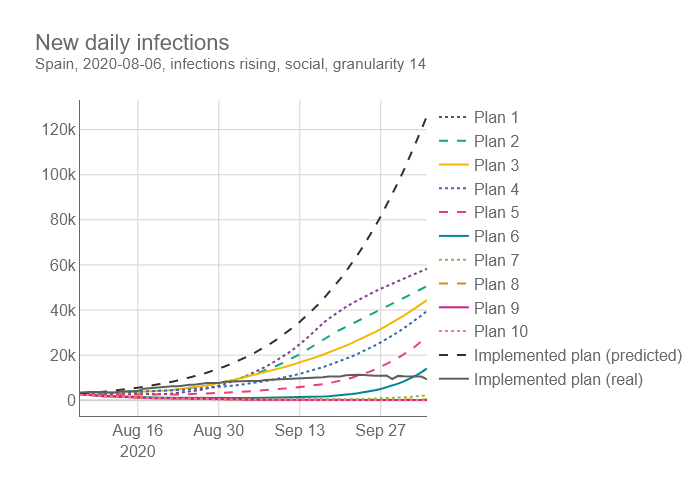 New daily infections
Spain, 2020-08-06, infections rising, social, granularity 14
120k
100k
80k
60k
40k
20k
0
Aug 16
2020
Aug 30
Sep 13
Sep 27
Plan 1
Plan 2
Plan 3
Plan 4
Plan 5
Plan 6
Plan 7
Plan 8
Plan 9
Plan 10
Implemented plan (predicted)
Implemented plan (real)